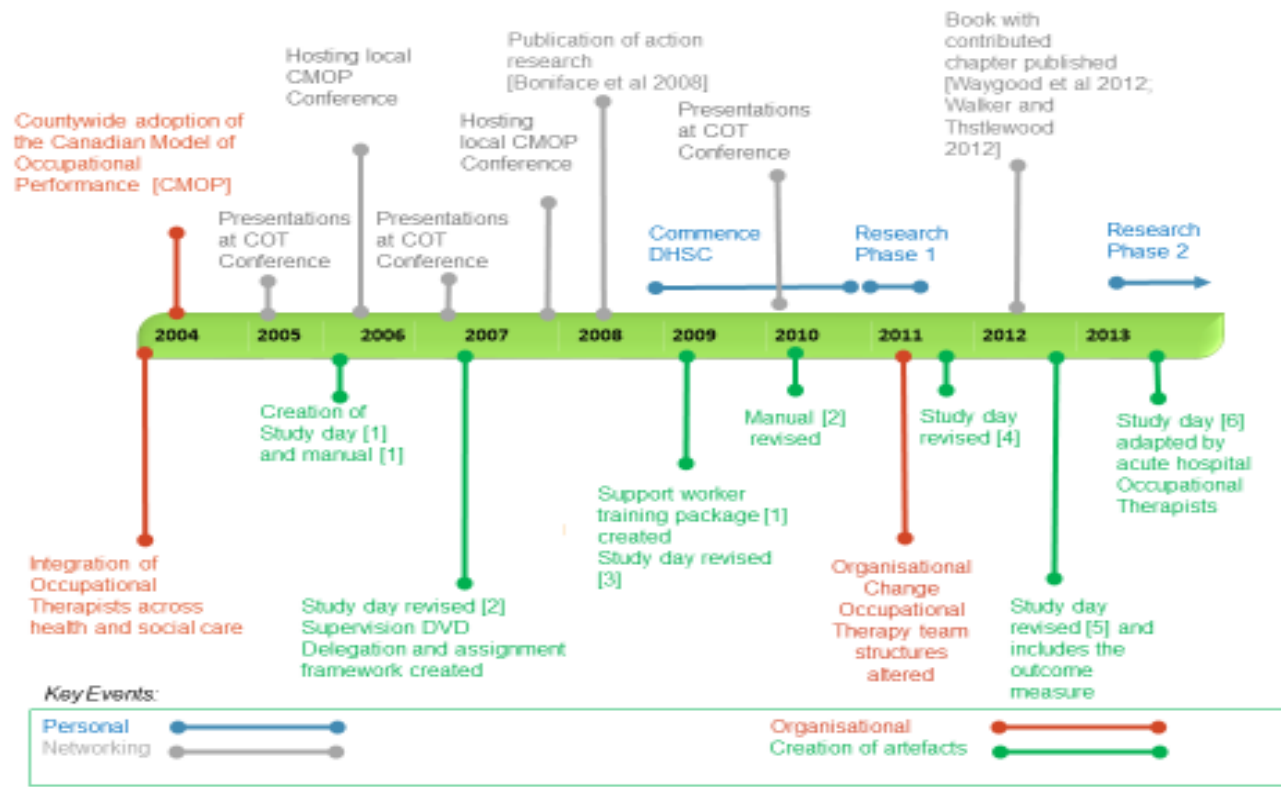 Countywide adoption of
the Canadian Model of
Occupational
Performance [CMOP]
Presentations
at COT
Conference
Hosting local
CMOP
Conference
Presentations
at COT
Conference
Hosting
local CMOP
Conference
Publication of action
research
[Boniface et al 2008]
Commence
DHSC
Presentations
at COT
Conference
Research
Phase 1
Book with
contributed
chapter published
[Waygood et al 2012;
Walker and
Thstlewood
2012]
Research
Phase 2
2004 2005 2006 2007 2008 2009 2010 2011 2012 2013
Integration of
Occupational
Therapists across
health and social care
Creation of
Study day [1]
and manual [1]
Study day revised [2]
Supervision DVD
Delegation and assignment
framework created
Support worker
training package [1]
created
Study day revised
[3]
Manual [2]
revised
Organisational
Change
Occupational
Therapy team
structures
altered
Study day
revised [4]
Study day
revised [5] and
includes the
outcome
measure
Study day [6]
adapted by
acute hospital
Occupational
Therapists
Key Events:
Personal
Networking
Organisational
Creation of artefacts